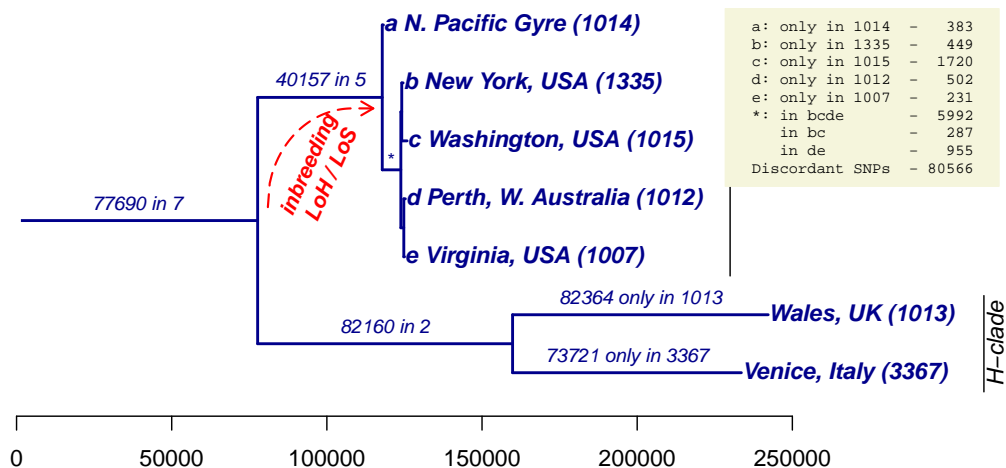 a N. Pacific Gyre (1014)
40157 in 5
b New York, USA (1335)
inbreeding
LoH / LoS
*
c Washington, USA (1015)
77690 in 7
d Perth, W. Australia (1012)
e Virginia, USA (1007)
a: only in 1014 - 383
b: only in 1335 - 449
c: only in 1015 - 1720
d: only in 1012 - 502
e: only in 1007 - 231
*: in bcde - 5992
in bc - 287
in de - 955
Discordant SNPs - 80566
82364 only in 1013
Wales, UK (1013)
82160 in 2
73721 only in 3367
Venice, Italy (3367)
H−clade
0 50000 100000 150000 200000 250000